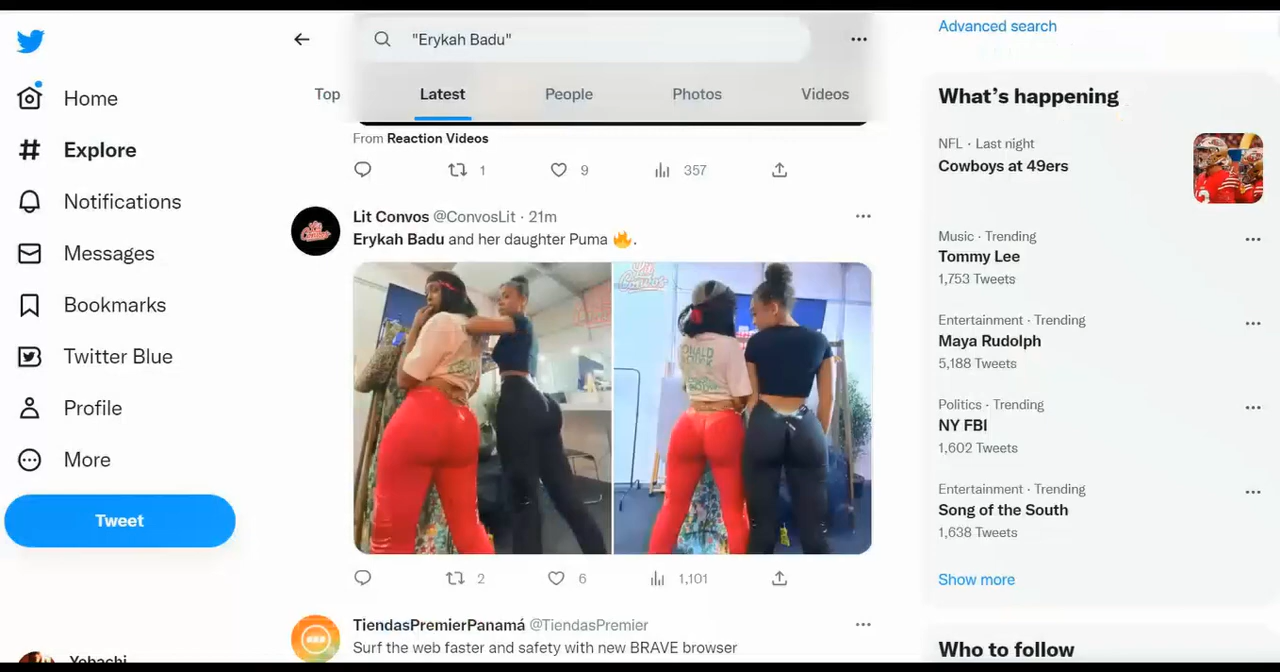 "Erykah Badu"
Home
Explore
Notifications
Messages
Bookmarks
Twitter Blue
Profile
More
Tweet
Yobachi
Top
Latest
People
Photos
Videos
From Reaction Videos
1
9
357
Lit Convos @ConvosLit · 21m
Erykah Badu and her daughter Puma 🔥.
Lit
Convos
2
6
1,101
TiendasPremierPanamá @TiendasPremier
Surf the web faster and safety with new BRAVE browser
Advanced search
What's happening
NFL · Last night
Cowboys at 49ers
Music · Trending
Tommy Lee
1,753 Tweets
Entertainment · Trending
Maya Rudolph
5,188 Tweets
Politics · Trending
NY FBI
1,602 Tweets
Entertainment · Trending
Song of the South
1,638 Tweets
Show more
Who to follow